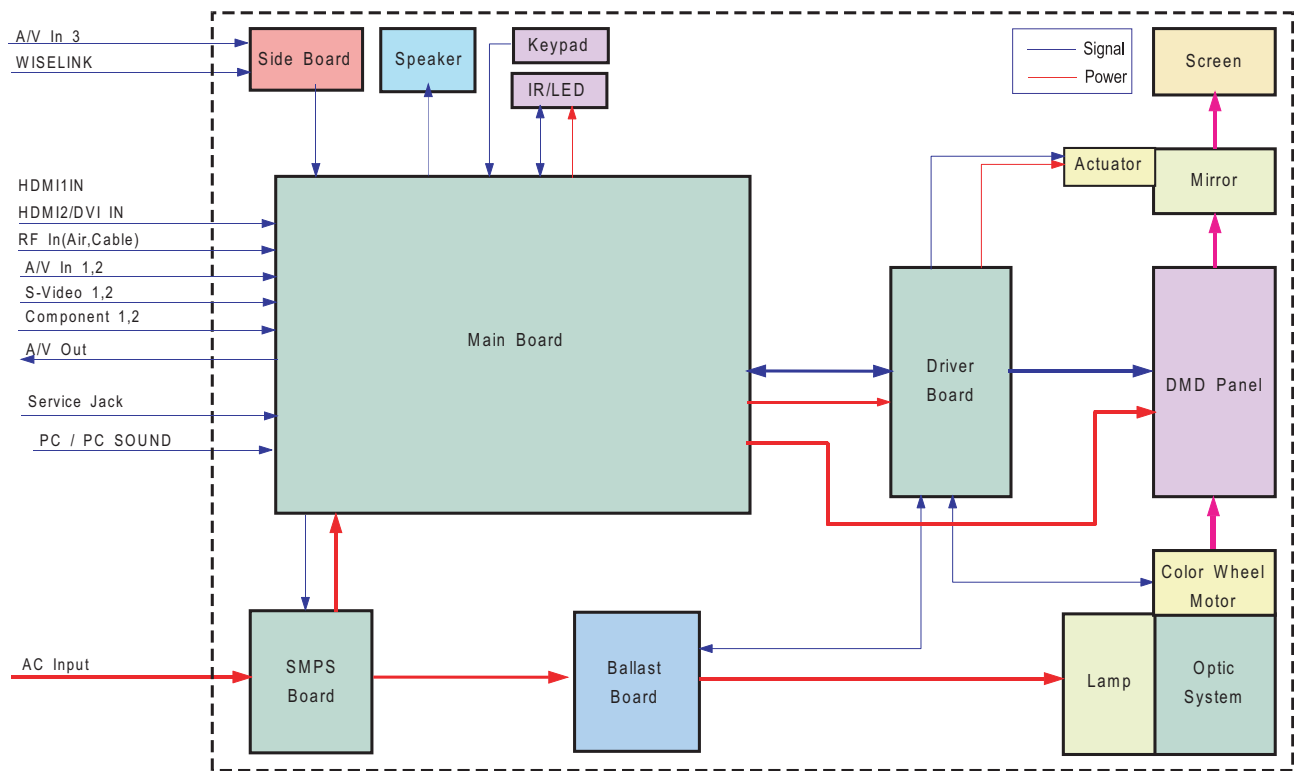 A/V In 3
WISELINK
Side Board
Speaker
Keypad
IR/LED
Signal
Power
Screen
Actuator
Mirror
HDMI1IN
HDMI2/DVI IN
RF In(Air,Cable)
A/V In 1,2
S-Video 1,2
Component 1,2
A/V Out
Service Jack
PC / PC SOUND
Main Board
Driver
Board
DMD Panel
Color Wheel
Motor
AC Input
SMPS
Board
Ballast
Board
Lamp
Optic
System